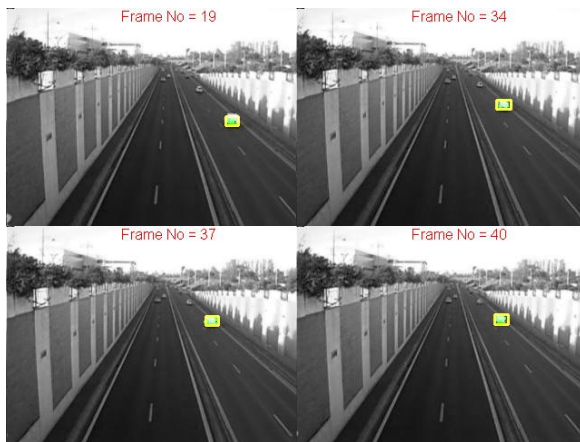 Frame No = 19
Frame No = 34
Frame No = 37
Frame No = 40